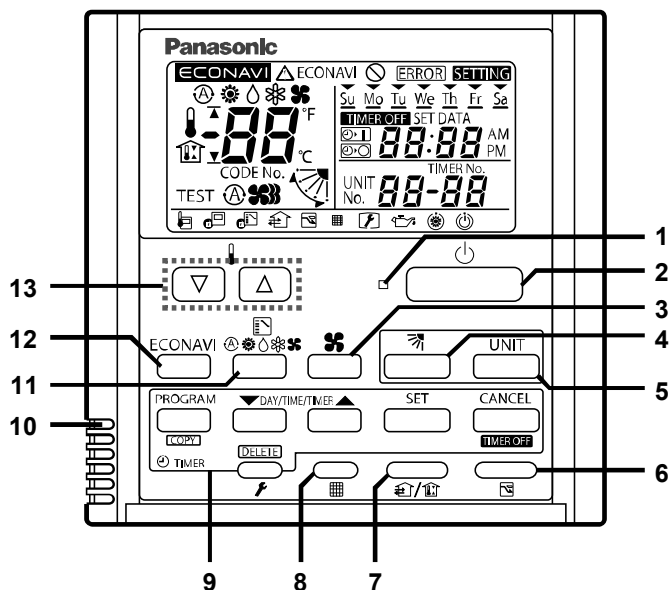 Panasonic
ECONAVI ECONAVI ERROR SETTING
Su Mo Tu We Th Fr Sa
TIMER OFF SET DATA
-88 °F °C
88:88 AM PM
CODE No.
TIMER No.
TEST
UNIT No. 88-88
1
2
13
3
12
ECONAVI
UNIT
4
11
5
PROGRAM DAY/TIME/TIMER SET CANCEL
10
COPY TIMER OFF
TIMER DELETE
6
9 8 7